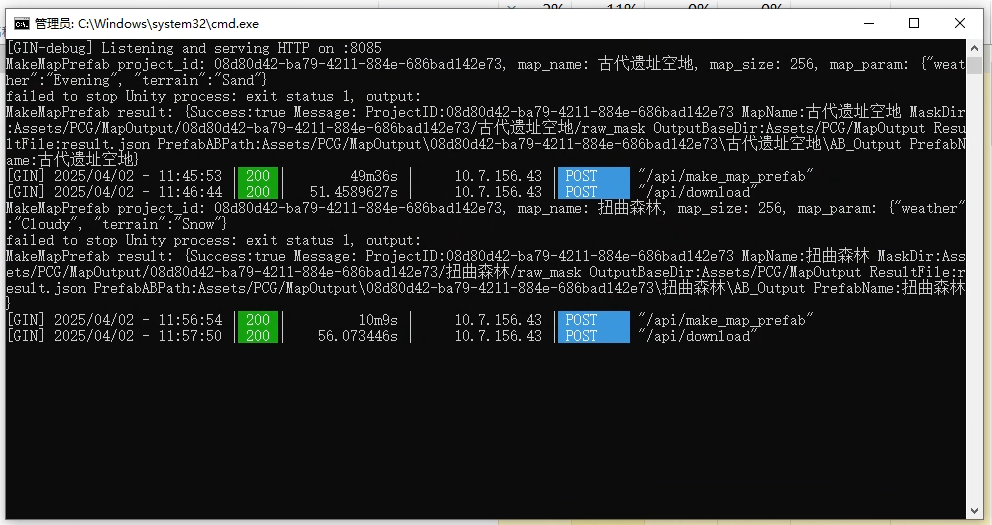 管理员: C:\Windows\system32\cmd.exe
[GIN-debug] Listening and serving HTTP on :8085
MakeMapPrefab project_id: 08d80d42-ba79-4211-884e-686bad142e73, map_name: 古代遗址空地, map_size: 256, map_param: {"weat
her":"Evening", "terrain":"Sand"}
failed to stop Unity process: exit status 1, output:
MakeMapPrefab result: {Success:true Message: ProjectID:08d80d42-ba79-4211-884e-686bad142e73 MapName:古代遗址空地 MaskDir
:Assets/PCG/MapOutput/08d80d42-ba79-4211-884e-686bad142e73/古代遗址空地/raw_mask OutputBaseDir:Assets/PCG/MapOutput Resu
ltFile:result.json PrefabABPath:Assets/PCG/MapOutput\08d80d42-ba79-4211-884e-686bad142e73\古代遗址空地\AB_Output PrefabN
ame:古代遗址空地}
[GIN] 2025/04/02 - 11:45:53 | 200 | 49m36s | 10.7.156.43 | POST "/api/make_map_prefab"
[GIN] 2025/04/02 - 11:46:44 | 200 | 51.4589627s | 10.7.156.43 | POST "/api/download"
MakeMapPrefab project_id: 08d80d42-ba79-4211-884e-686bad142e73, map_name: 扭曲森林, map_size: 256, map_param: {"weather"
:"Cloudy", "terrain":"Snow"}
failed to stop Unity process: exit status 1, output:
MakeMapPrefab result: {Success:true Message: ProjectID:08d80d42-ba79-4211-884e-686bad142e73 MapName:扭曲森林 MaskDir:Ass
ets/PCG/MapOutput/08d80d42-ba79-4211-884e-686bad142e73/扭曲森林/raw_mask OutputBaseDir:Assets/PCG/MapOutput ResultFile:r
esult.json PrefabABPath:Assets/PCG/MapOutput\08d80d42-ba79-4211-884e-686bad142e73\扭曲森林\AB_Output PrefabName:扭曲森林
}
[GIN] 2025/04/02 - 11:56:54 | 200 | 10m9s | 10.7.156.43 | POST "/api/make_map_prefab"
[GIN] 2025/04/02 - 11:57:50 | 200 | 56.073446s | 10.7.156.43 | POST "/api/download"